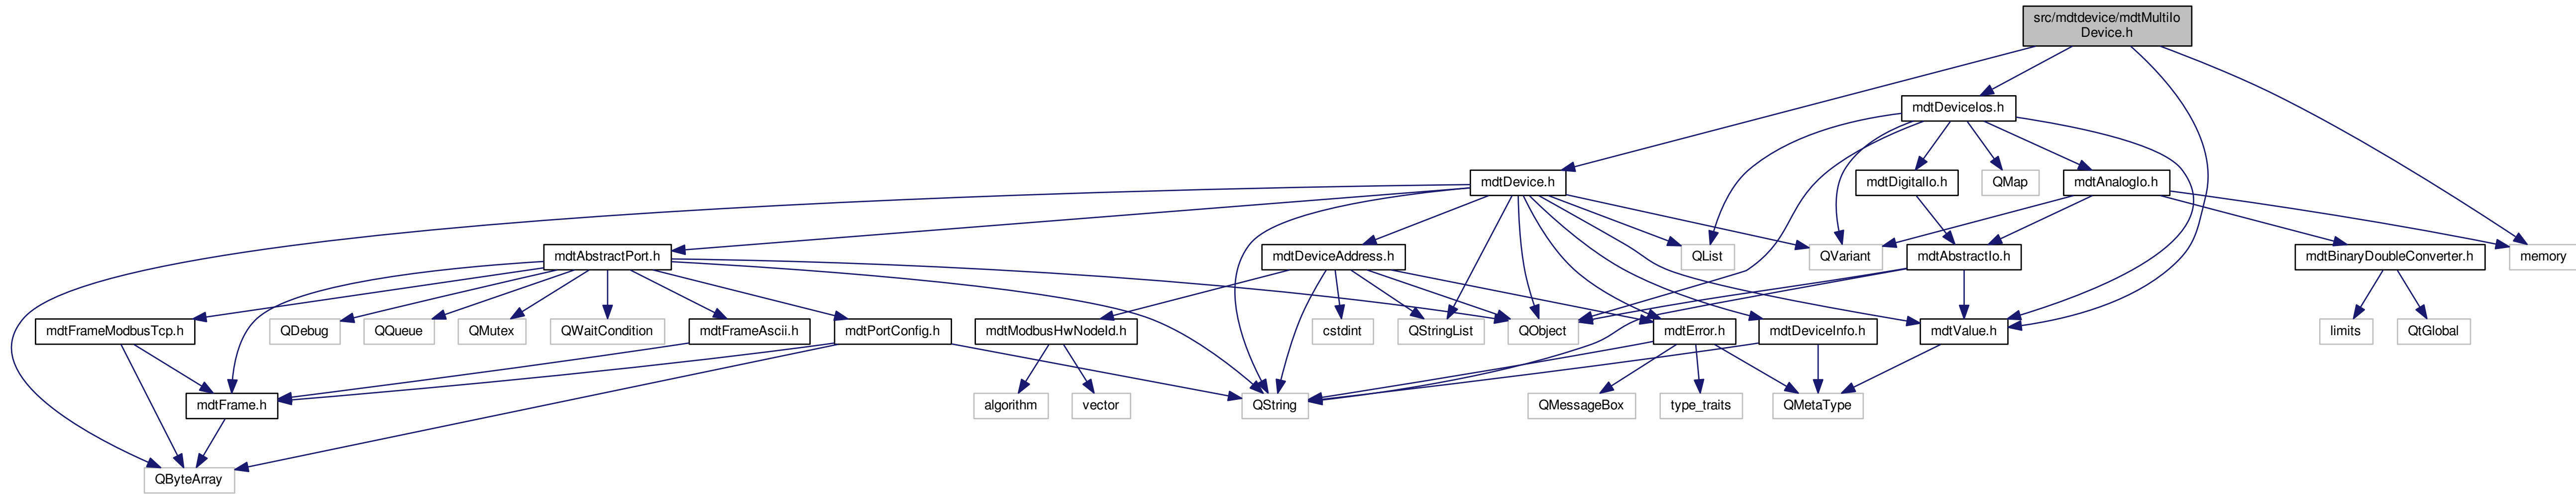 src/mdtdevice/mdtMultiIo
Device.h
mdtDeviceIos.h
mdtDevice.h
mdtDigitalIo.h
QMap
mdtAnalogIo.h
mdtAbstractPort.h
mdtDeviceAddress.h
QList
QVariant
mdtAbstractIo.h
mdtBinaryDoubleConverter.h
memory
mdtFrameModbusTcp.h
QDebug
QQueue
QMutex
QWaitCondition
mdtFrameAscii.h
mdtPortConfig.h
mdtModbusHwNodeId.h
cstdint
QStringList
QObject
mdtError.h
mdtDeviceInfo.h
mdtValue.h
limits
QtGlobal
mdtFrame.h
algorithm
vector
QString
QMessageBox
type_traits
QMetaType
QByteArray